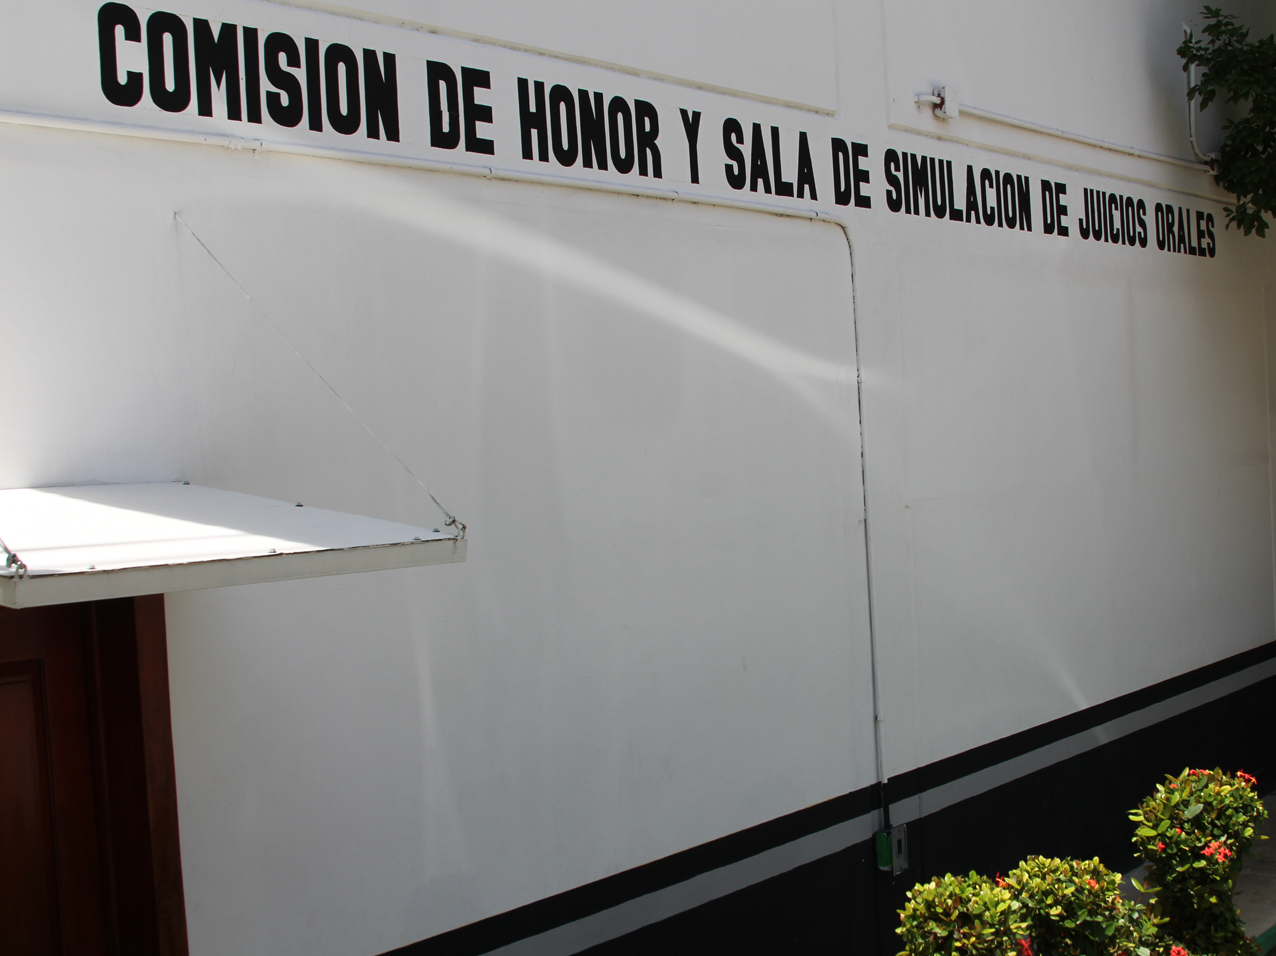 COMISION DE HONOR Y SALA DE SIMULACION DE JUICIOS ORALES